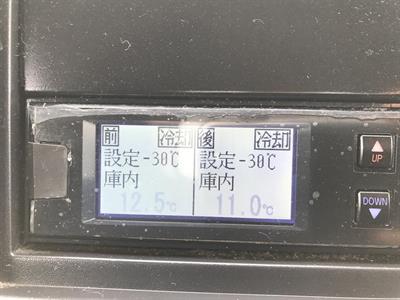 前 冷却 後 冷却
設定-30℃ 設定-30℃
庫内 庫内
12.5℃ 11.0℃
UP
DOWN